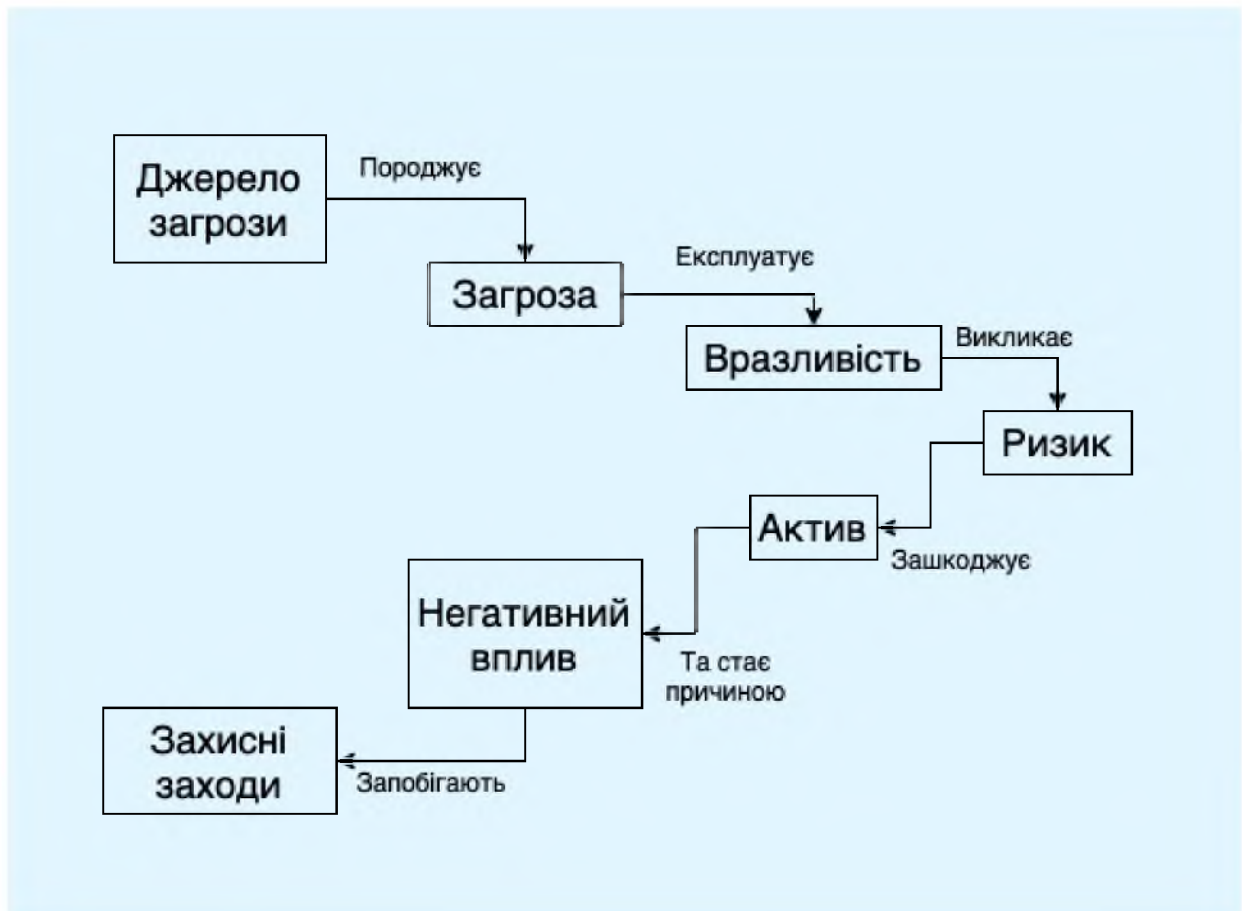 Джерело
загрози
Породжує
Загроза
Експлуатує
Вразливість
Викликає
Ризик
Зашкоджує
Актив
Та стає
причиною
Негативний
вплив
Запобігають
Захисні
заходи